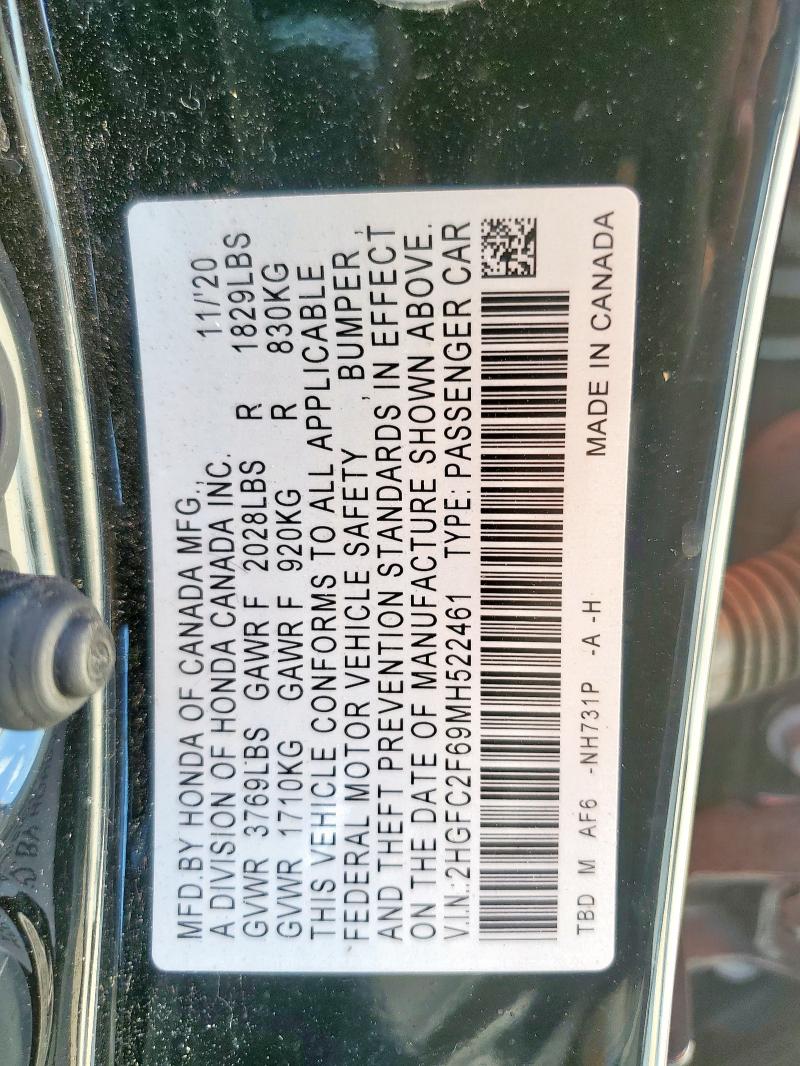 MFD.BY HONDA OF CANADA MFG., 11/'20
A DIVISION OF HONDA CANADA INC.
GVWR 3769LBS GAWR F 2028LBS R 1829LBS
GVWR 1710KG GAWR F 920KG R 830KG
THIS VEHICLE CONFORMS TO ALL APPLICABLE
FEDERAL MOTOR VEHICLE SAFETY , BUMPER ,
AND THEFT PREVENTION STANDARDS IN EFFECT
ON THE DATE OF MANUFACTURE SHOWN ABOVE.
V.I.N.:2HGFC2F69MH522461 TYPE: PASSENGER CAR
TBD M AF6 -NH731P -A -H MADE IN CANADA